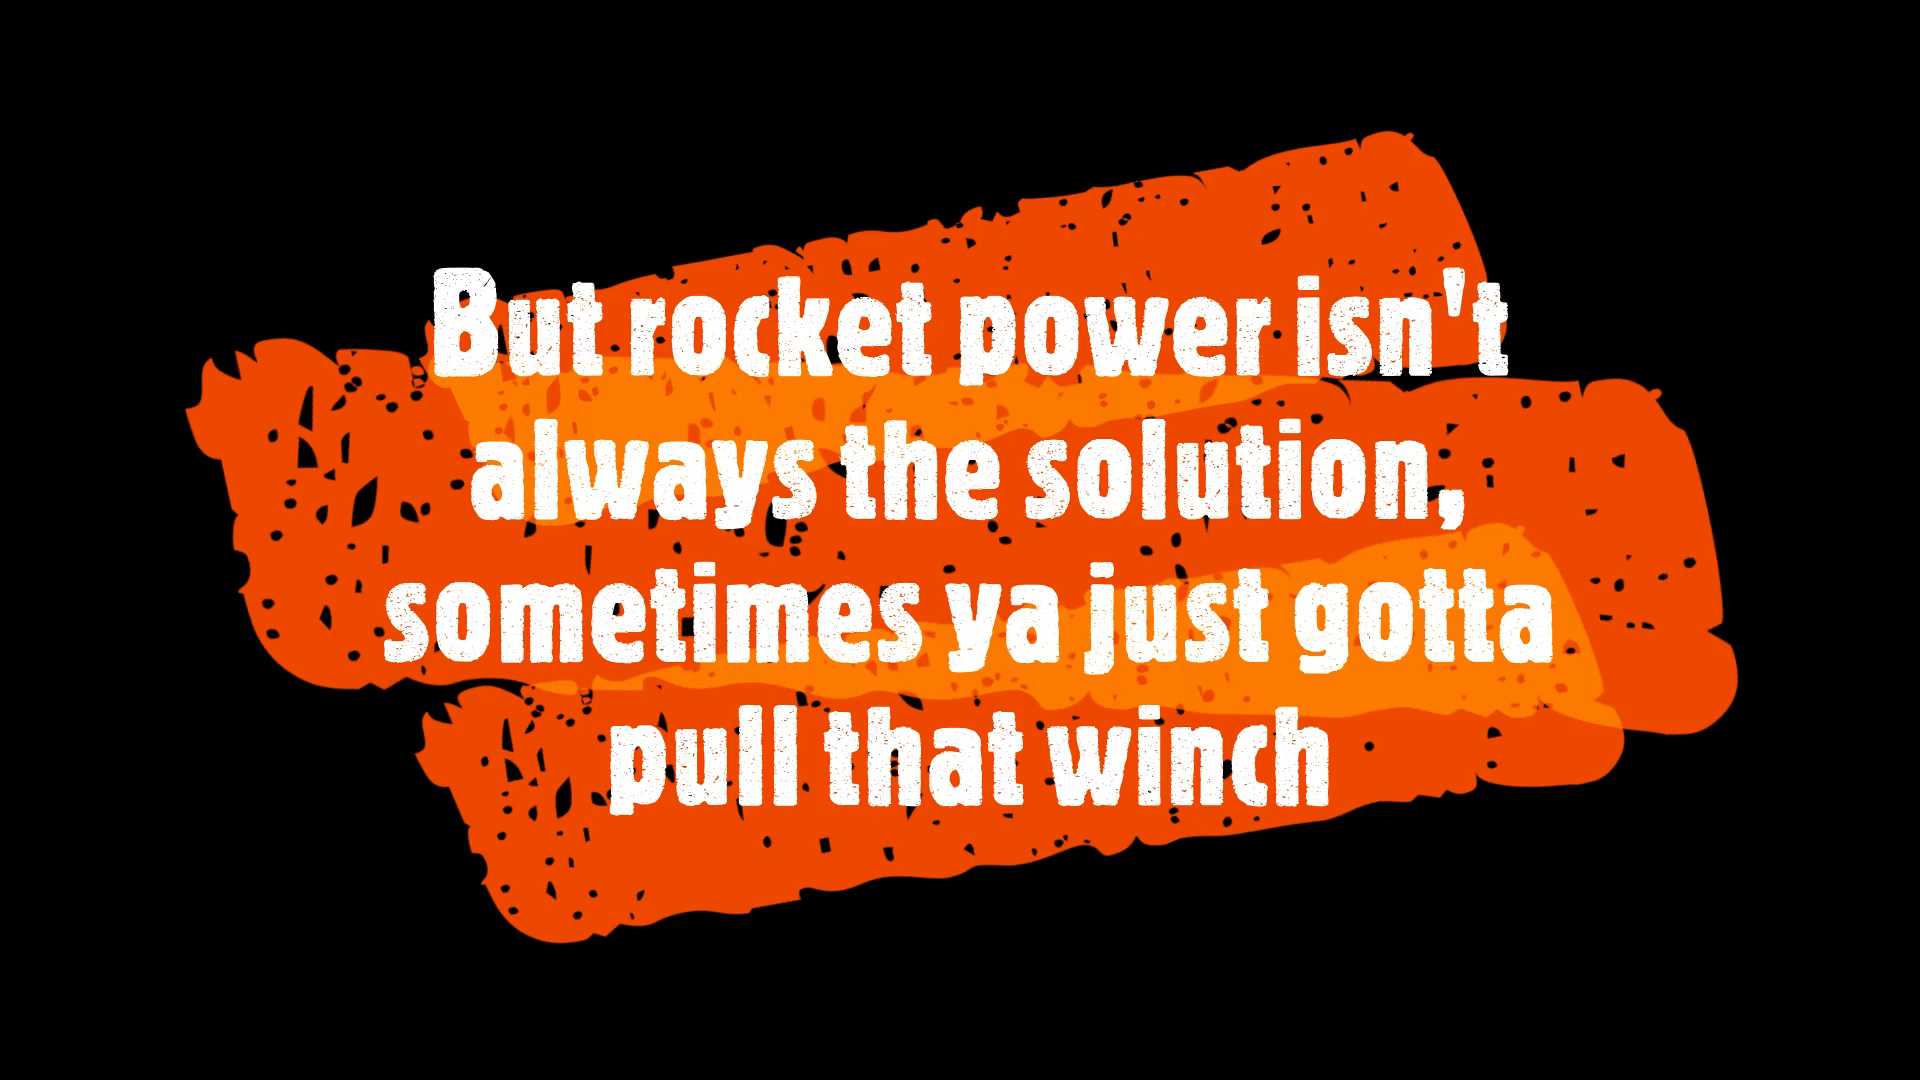 But rocket power isn't
always the solution,
sometimes ya just gotta
pull that winch